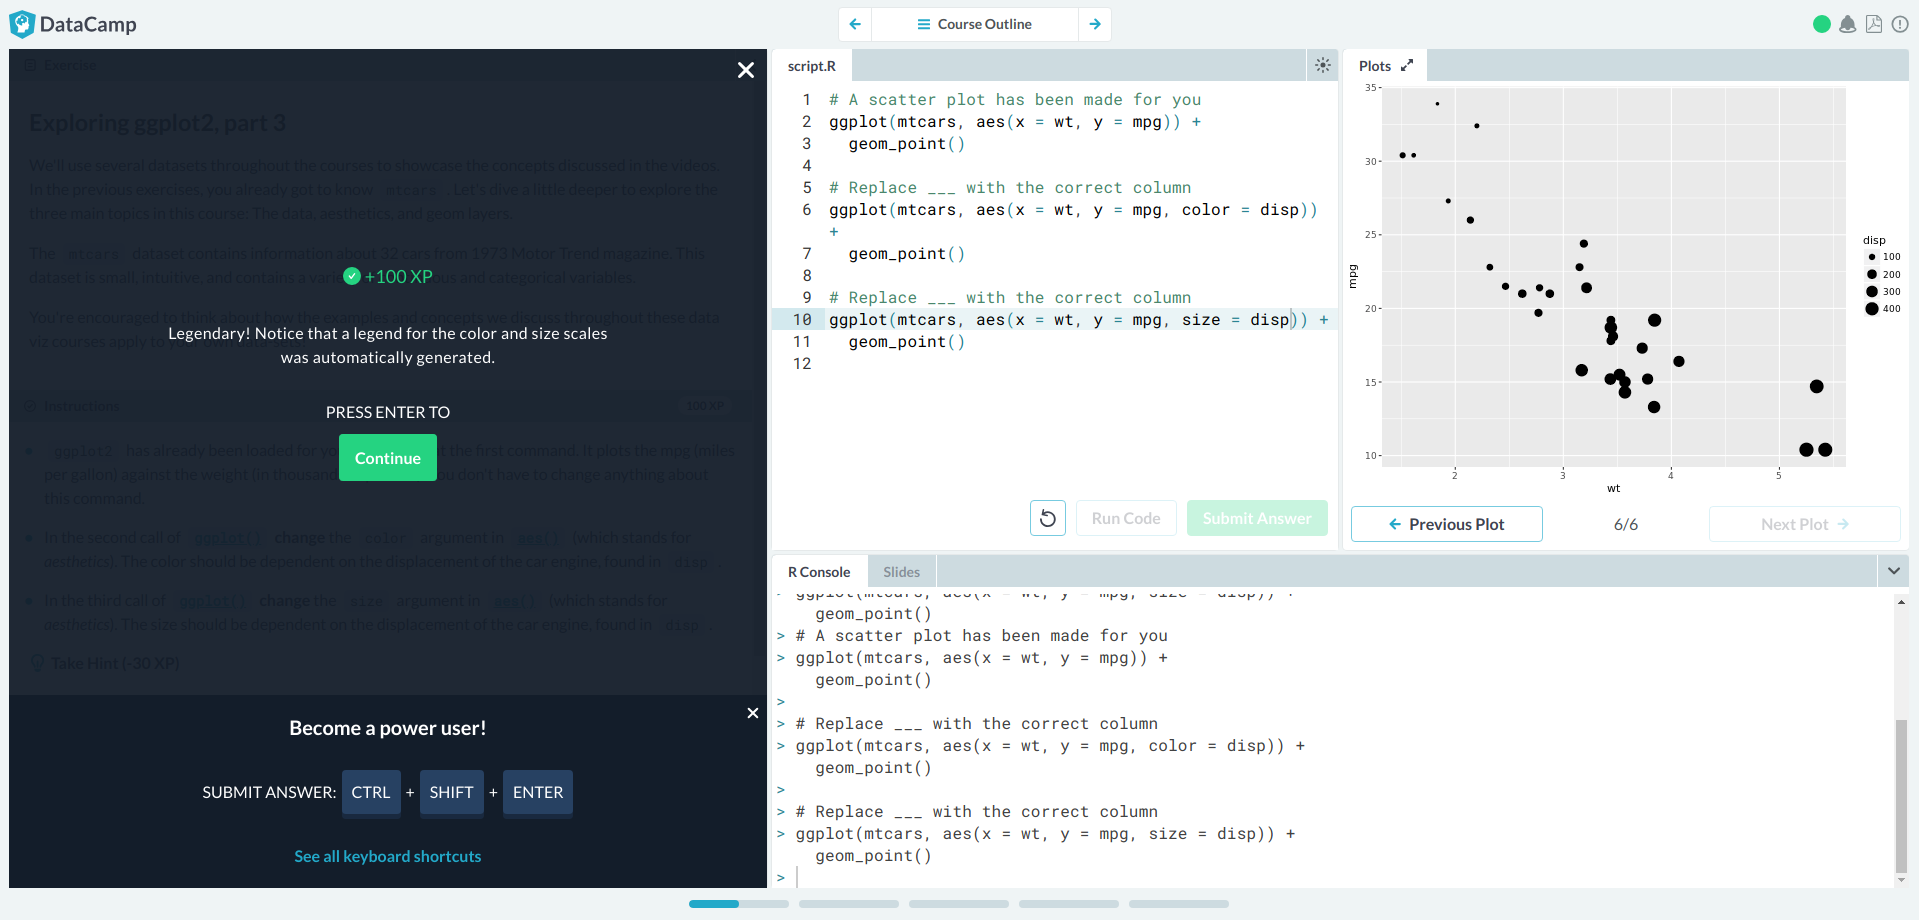 DataCamp
Course Outline
Exercise
Exploring ggplot2, part 3
We'll use several datasets throughout the courses to showcase the concepts discussed in the videos.
In the previous exercises, you already got to know mtcars. Let's dive a little deeper to explore the
three main topics in this course: The data, aesthetics, and geom layers.
The mtcars dataset contains information about 32 cars from 1973 Motor Trend magazine. This
dataset is small, intuitive, and contains a ous and categorical variables.
+100 XP
You're encouraged to think about how the examples and concepts we discuss throughout these data
viz courses apply to your own
Legendary! Notice that a legend for the color and size scales
was automatically generated.
PRESS ENTER TO
Continue
Instructions
100 XP
ggplot2 has already been loaded for the first command. It plots the mpg (miles
per gallon) against the weight (in don't have to change anything about
this command.
In the second call of ggplot() change the color argument in aes() (which stands for
aesthetics). The color should be dependent on the displacement of the car engine, found in disp.
In the third call of ggplot() change the size argument in aes() (which stands for
aesthetics). The size should be dependent on the displacement of the car engine, found in disp.
Take Hint (-30 XP)
Become a power user!
SUBMIT ANSWER: CTRL + SHIFT + ENTER
See all keyboard shortcuts
script.R
1 # A scatter plot has been made for you
2 ggplot(mtcars, aes(x = wt, y = mpg)) +
3 geom_point()
4
5 # Replace ___ with the correct column
6 ggplot(mtcars, aes(x = wt, y = mpg, color = disp))
+
7 geom_point()
8
9 # Replace ___ with the correct column
10 ggplot(mtcars, aes(x = wt, y = mpg, size = disp)) +
11 geom_point()
12
Run Code
Submit Answer
Plots
35
30
25
20
15
10
mpg
2 3 4 5
wt
disp
100
200
300
400
Previous Plot
6/6
Next Plot
R Console
Slides
> ggplot(mtcars, aes(x = wt, y = mpg, size = disp)) +
geom_point()
> # A scatter plot has been made for you
> ggplot(mtcars, aes(x = wt, y = mpg)) +
geom_point()
>
> # Replace ___ with the correct column
> ggplot(mtcars, aes(x = wt, y = mpg, color = disp)) +
geom_point()
>
> # Replace ___ with the correct column
> ggplot(mtcars, aes(x = wt, y = mpg, size = disp)) +
geom_point()
>